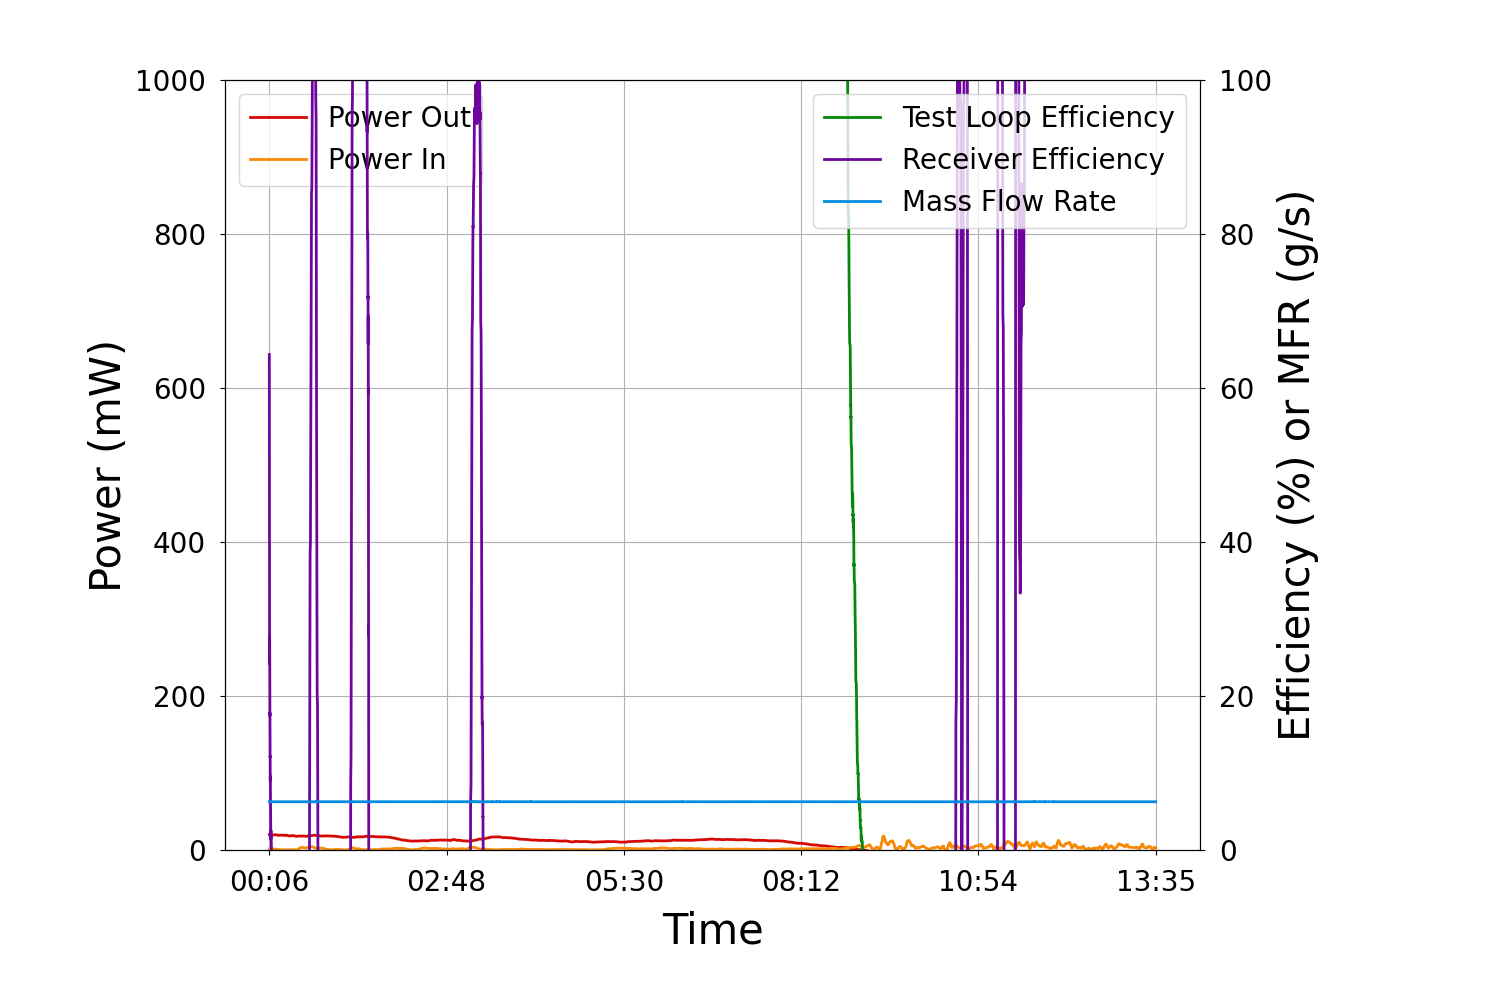 1000
800
600
400
200
0
Power (mW)
Power Out
Power In
Test Loop Efficiency
Receiver Efficiency
Mass Flow Rate
100
80
60
40
20
0
Efficiency (%) or MFR (g/s)
00:06 02:48 05:30 08:12 10:54 13:35
Time